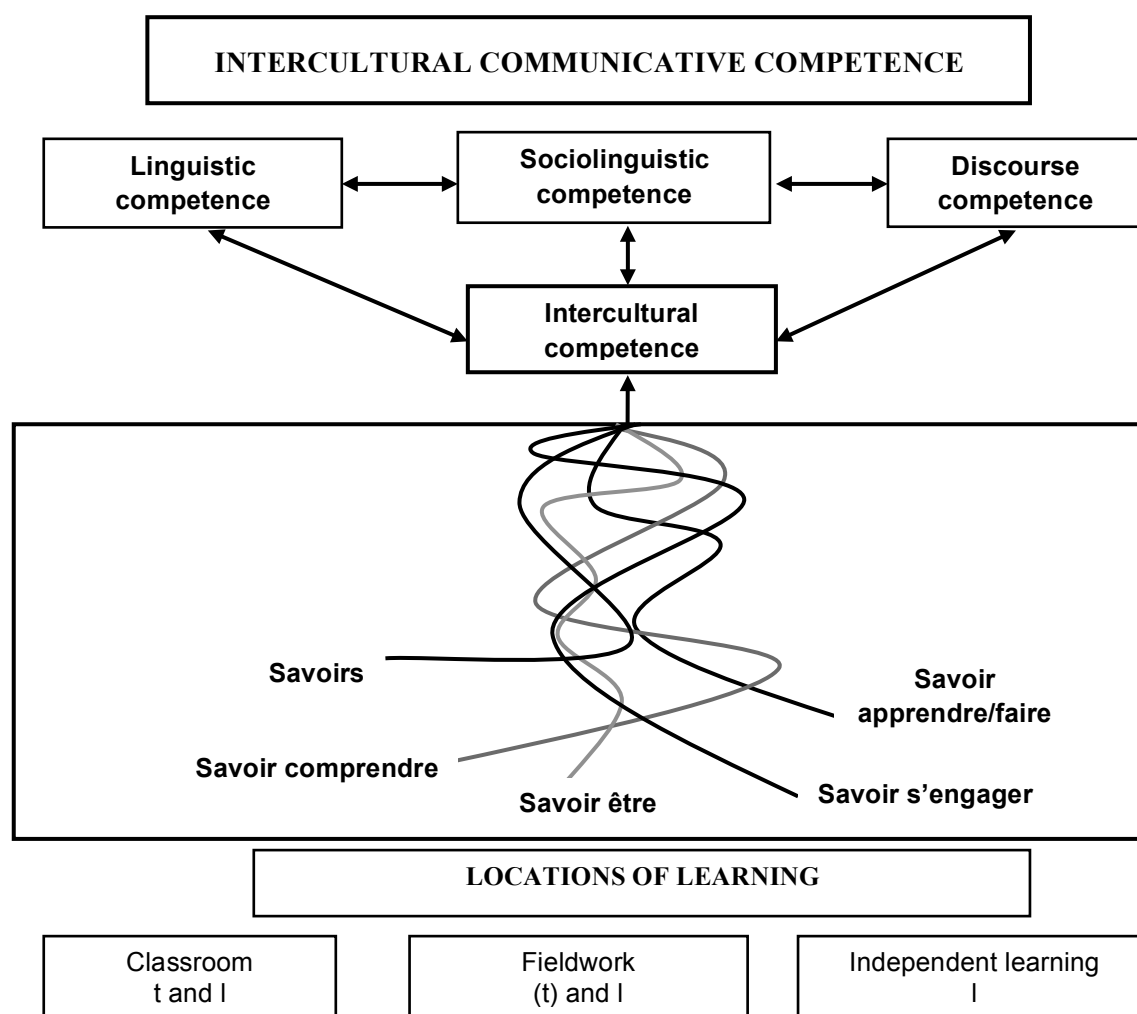 INTERCULTURAL COMMUNICATIVE COMPETENCE
Linguistic
competence
Sociolinguistic
competence
Discourse
competence
Intercultural
competence
Savoirs
Savoir
apprendre/faire
Savoir comprendre
Savoir être
Savoir s’engager
LOCATIONS OF LEARNING
Classroom
t and l
Fieldwork
(t) and l
Independent learning
l